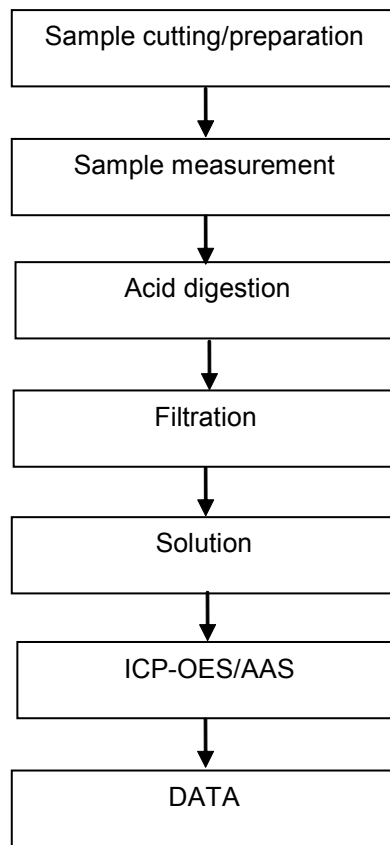 Sample cutting/preparation
Sample measurement
Acid digestion
Filtration
Solution
ICP-OES/AAS
DATA